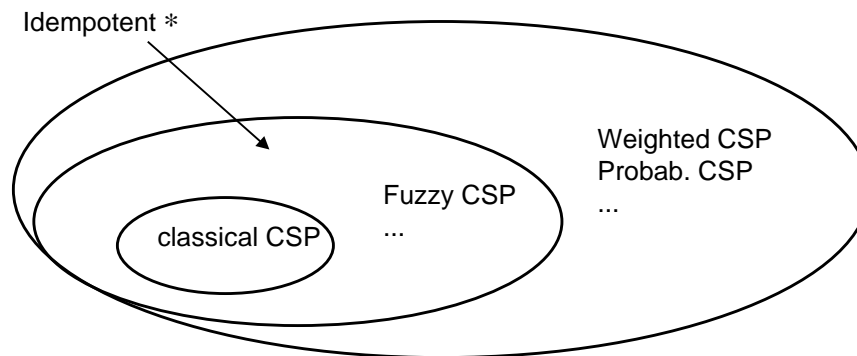 Idempotent *
Weighted CSP
Probab. CSP
...
Fuzzy CSP
...
classical CSP